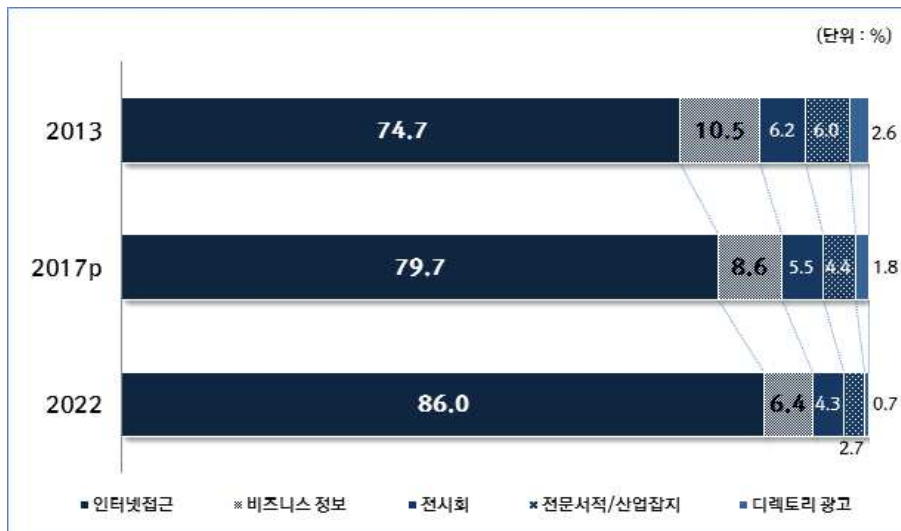 (단위 : %)
2013 74.7 10.5 6.2 6.0 2.6
2017p 79.7 8.6 5.5 4.4 1.8
2022 86.0 6.4 4.3 0.7
2.7
인터넷접근 비즈니스 정보 전시회 전문서적/산업잡지 디렉토리 광고